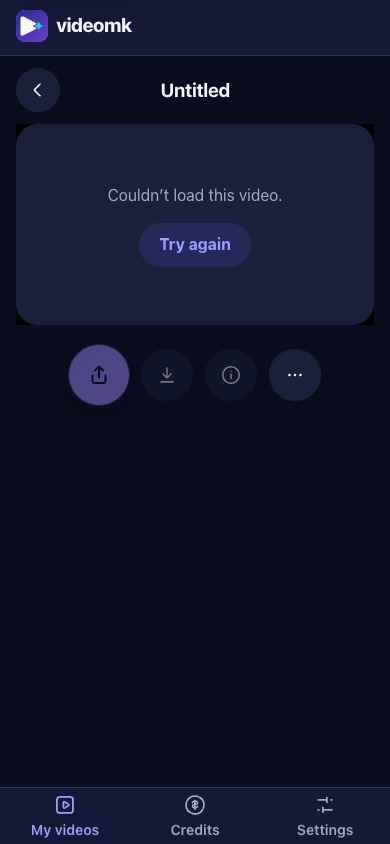 videomk
Untitled
Couldn’t load this video.
Try again
My videos
Credits
Settings